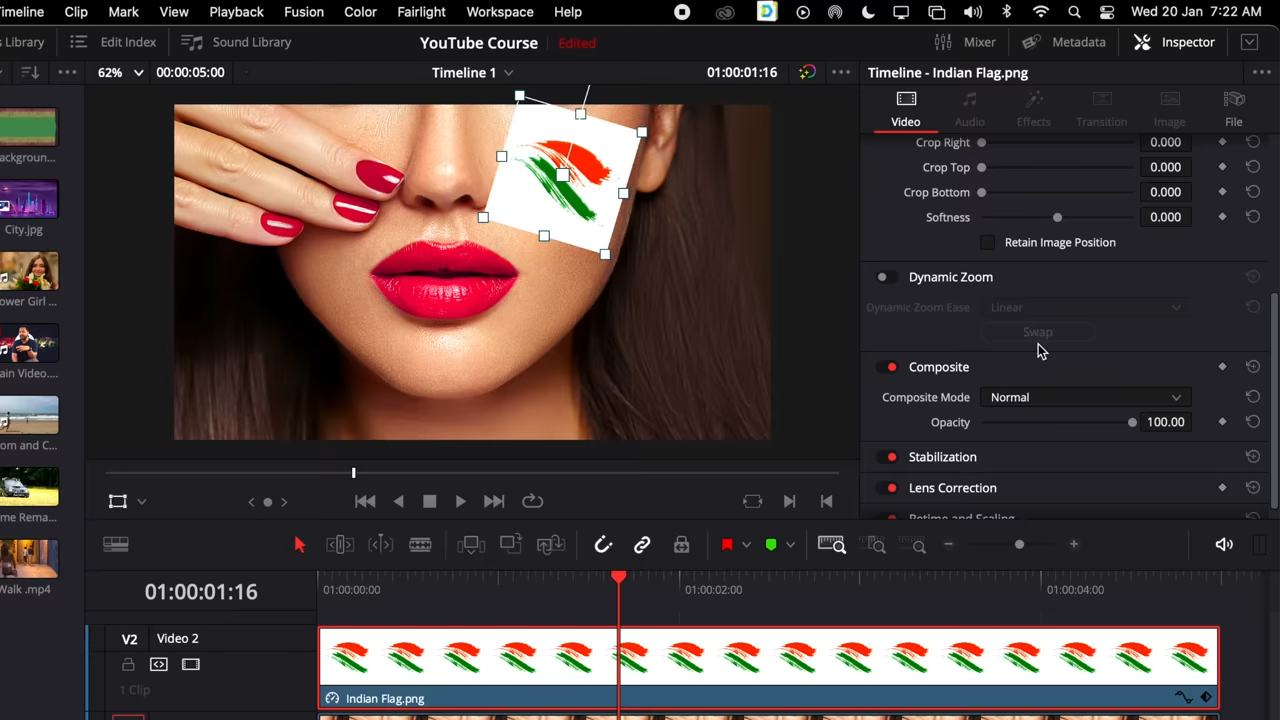 Timeline Clip Mark View Playback Fusion Color Fairlight Workspace Help Wed 20 Jan 7:22 AM
Library Edit Index Sound Library YouTube Course Edited Mixer Metadata Inspector
62% 00:00:05:00 Timeline 1 01:00:01:16 Timeline - Indian Flag.png
Video Audio Effects Transition Image File
Crop Right 0.000
Crop Top 0.000
Crop Bottom 0.000
Softness 0.000
Retain Image Position
Dynamic Zoom
Dynamic Zoom Ease Linear
Swap
Composite
Composite Mode Normal
Opacity 100.00
Stabilization
Lens Correction
Retime and Scaling
ackgroun...
City.jpg
ower Girl ...
ain Video....
om and C...
me Rema...
Walk .mp4
01:00:01:16 01:00:00:00 01:00:02:00 01:00:04:00
V2 Video 2
1 Clip
Indian Flag.png